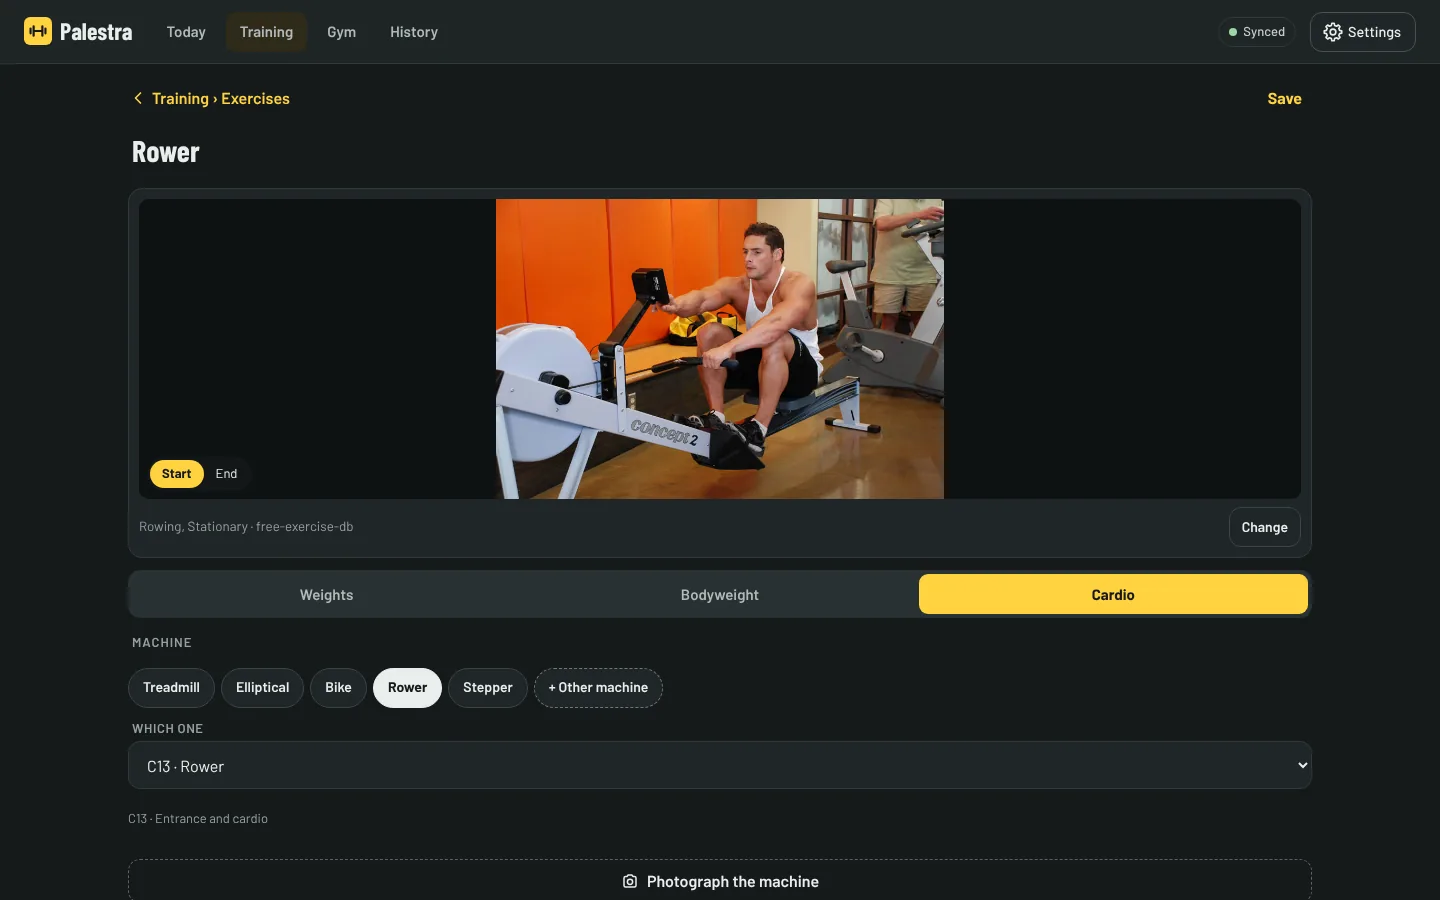 Palestra
Today
Training
Gym
History
Synced
Settings
Training › Exercises
Save
Rower
concept2
Start
End
Rowing, Stationary · free-exercise-db
Change
Weights
Bodyweight
Cardio
MACHINE
Treadmill
Elliptical
Bike
Rower
Stepper
+ Other machine
WHICH ONE
C13 · Rower
C13 · Entrance and cardio
Photograph the machine